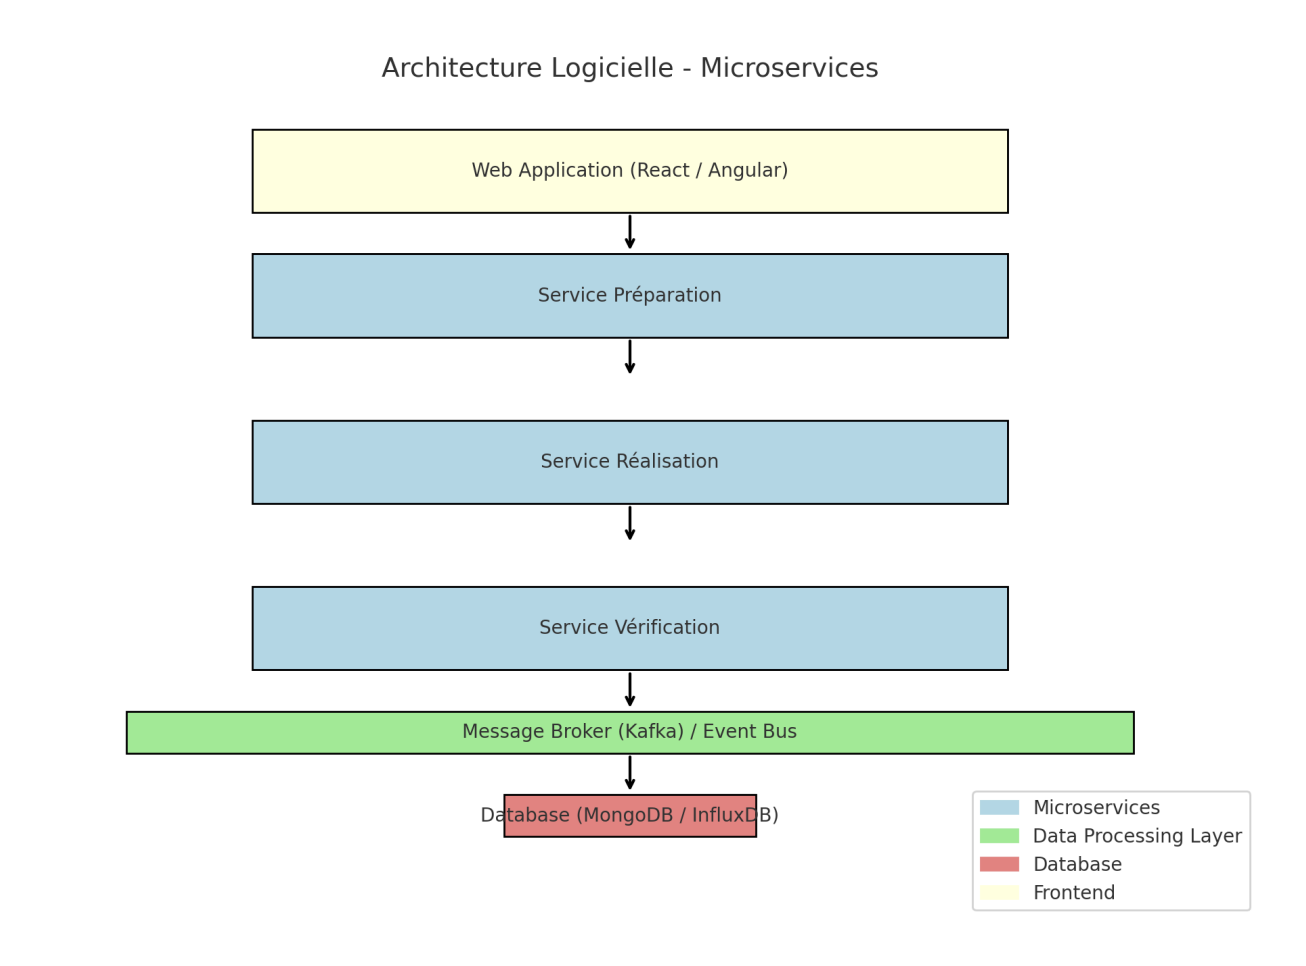 Architecture Logicielle - Microservices
Web Application (React / Angular)
Service Préparation
Service Réalisation
Service Vérification
Message Broker (Kafka) / Event Bus
Database (MongoDB / InfluxDB)
Microservices
Data Processing Layer
Database
Frontend